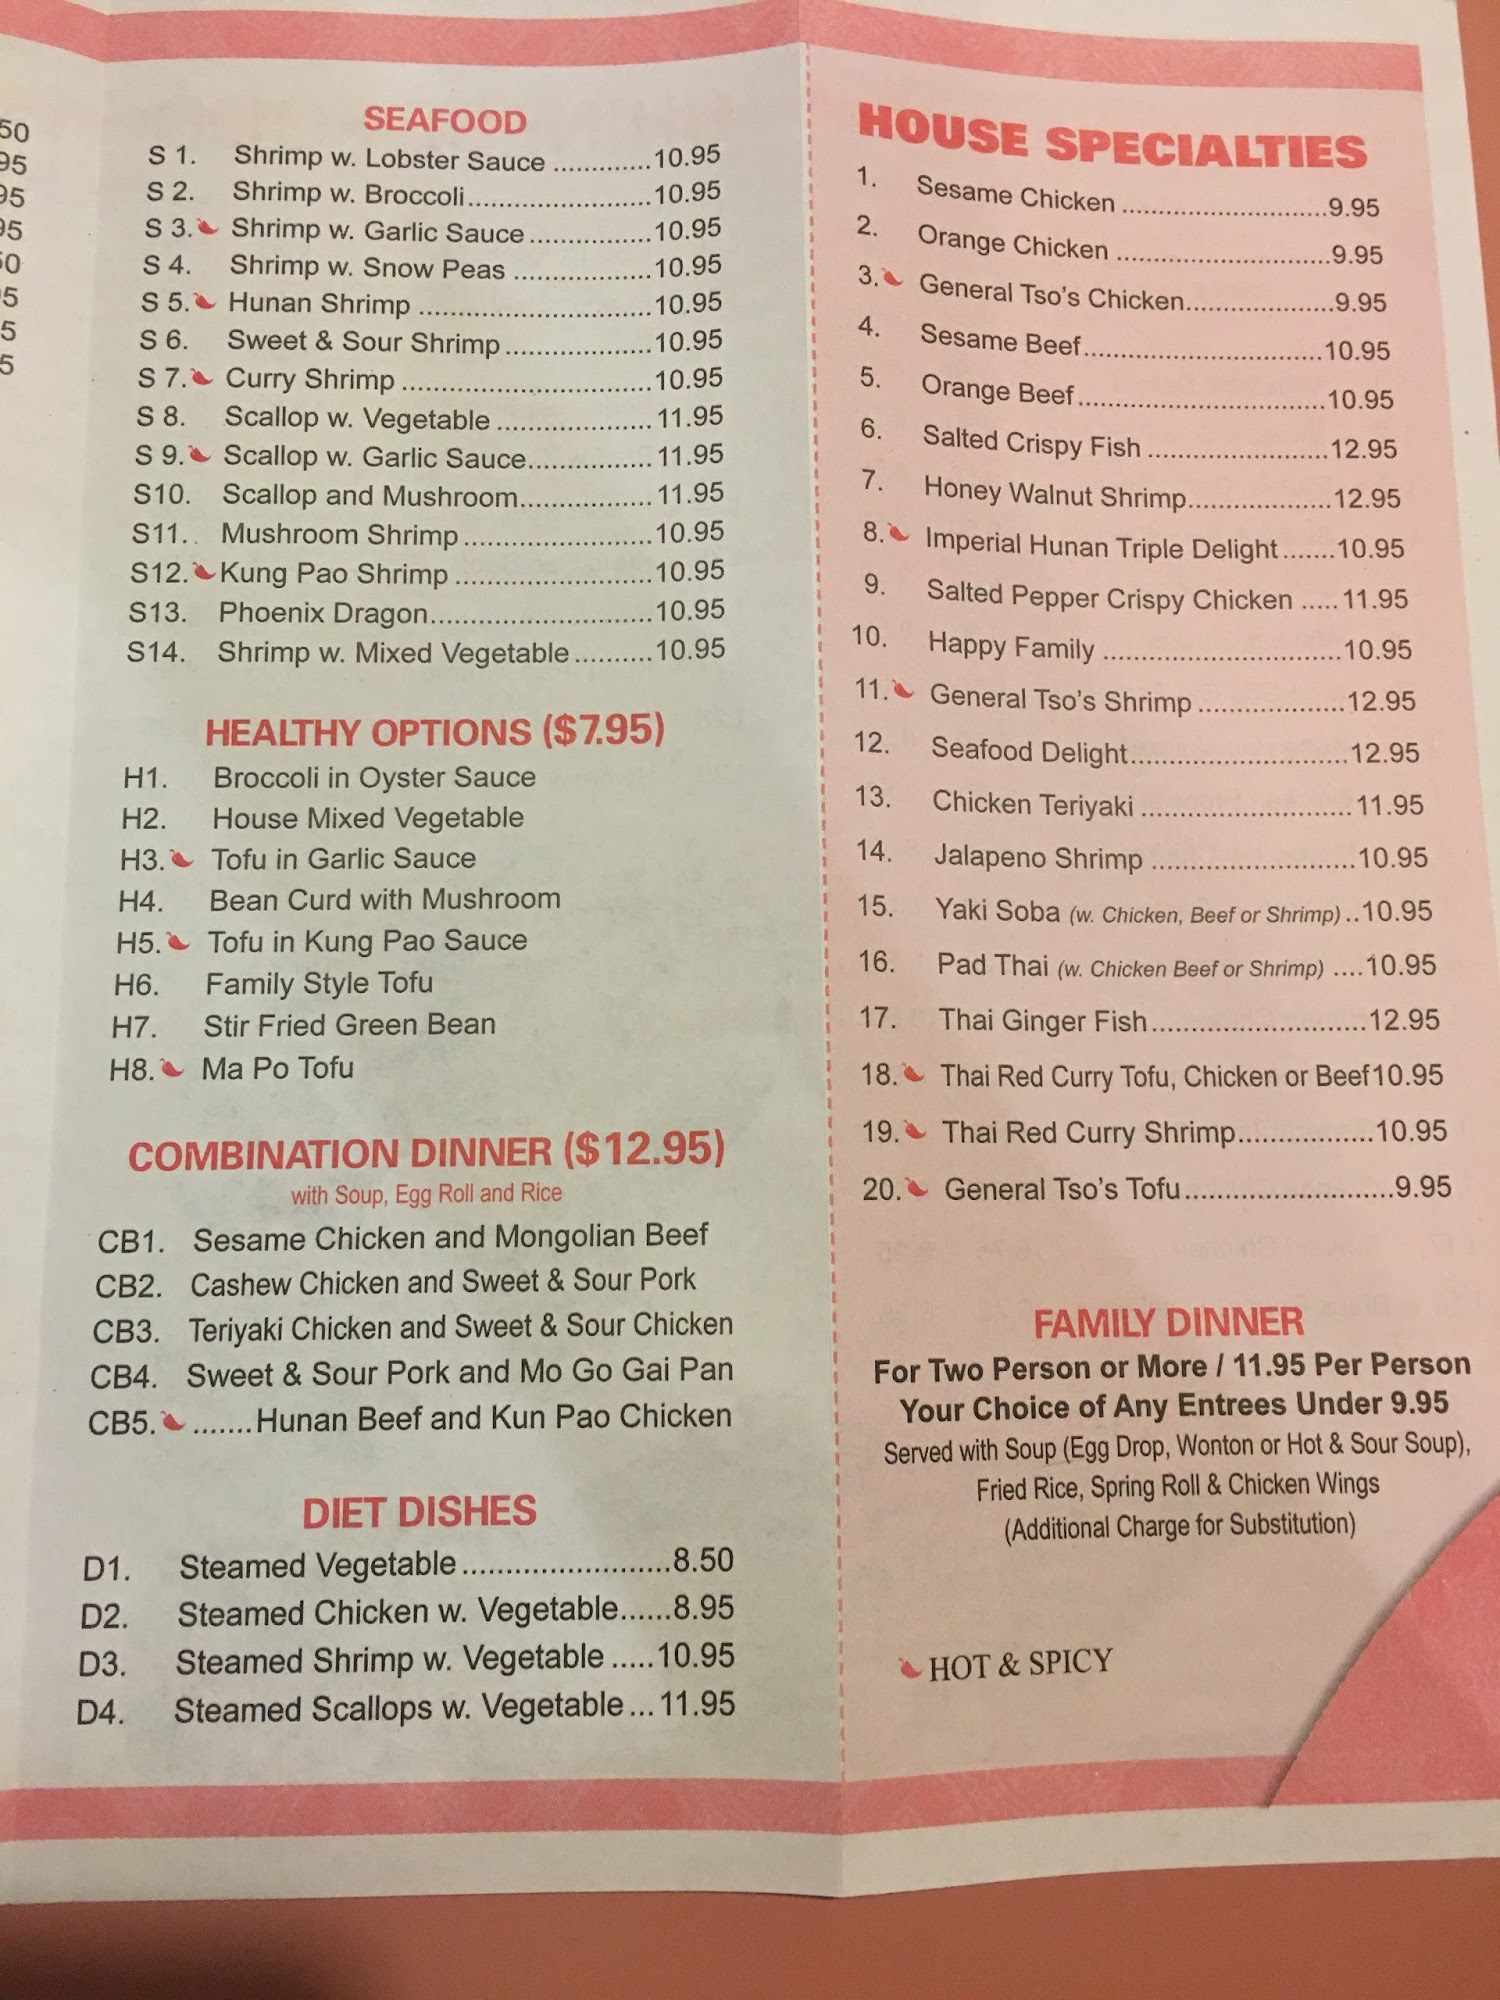 50
95
95
95
50
5
5
5
SEAFOOD
S 1. Shrimp w. Lobster Sauce .............10.95
S 2. Shrimp w. Broccoli........................10.95
S 3. Shrimp w. Garlic Sauce ................10.95
S 4. Shrimp w. Snow Peas ..................10.95
S 5. Hunan Shrimp ..............................10.95
S 6. Sweet & Sour Shrimp ...................10.95
S 7. Curry Shrimp ................................10.95
S 8. Scallop w. Vegetable .................... 11.95
S 9. Scallop w. Garlic Sauce................ 11.95
S10. Scallop and Mushroom................. 11.95
S11. Mushroom Shrimp ........................10.95
S12. Kung Pao Shrimp .........................10.95
S13. Phoenix Dragon............................10.95
S14. Shrimp w. Mixed Vegetable..........10.95
HEALTHY OPTIONS ($7.95)
H1. Broccoli in Oyster Sauce
H2. House Mixed Vegetable
H3. Tofu in Garlic Sauce
H4. Bean Curd with Mushroom
H5. Tofu in Kung Pao Sauce
H6. Family Style Tofu
H7. Stir Fried Green Bean
H8. Ma Po Tofu
COMBINATION DINNER ($12.95)
with Soup, Egg Roll and Rice
CB1. Sesame Chicken and Mongolian Beef
CB2. Cashew Chicken and Sweet & Sour Pork
CB3. Teriyaki Chicken and Sweet & Sour Chicken
CB4. Sweet & Sour Pork and Mo Go Gai Pan
CB5. .......Hunan Beef and Kun Pao Chicken
DIET DISHES
D1. Steamed Vegetable........................8.50
D2. Steamed Chicken w. Vegetable......8.95
D3. Steamed Shrimp w. Vegetable .....10.95
D4. Steamed Scallops w. Vegetable... 11.95
HOUSE SPECIALTIES
1. Sesame Chicken ...........................9.95
2. Orange Chicken ............................9.95
3. General Tso's Chicken....................9.95
4. Sesame Beef...............................10.95
5. Orange Beef................................10.95
6. Salted Crispy Fish ........................12.95
7. Honey Walnut Shrimp...................12.95
8. Imperial Hunan Triple Delight.......10.95
9. Salted Pepper Crispy Chicken ..... 11.95
10. Happy Family ...............................10.95
11. General Tso's Shrimp ...................12.95
12. Seafood Delight............................12.95
13. Chicken Teriyaki ........................... 11.95
14. Jalapeno Shrimp ..........................10.95
15. Yaki Soba (w. Chicken, Beef or Shrimp) ..10.95
16. Pad Thai (w. Chicken Beef or Shrimp) ....10.95
17. Thai Ginger Fish...........................12.95
18. Thai Red Curry Tofu, Chicken or Beef10.95
19. Thai Red Curry Shrimp.................10.95
20. General Tso's Tofu..........................9.95
FAMILY DINNER
For Two Person or More / 11.95 Per Person
Your Choice of Any Entrees Under 9.95
Served with Soup (Egg Drop, Wonton or Hot & Sour Soup),
Fried Rice, Spring Roll & Chicken Wings
(Additional Charge for Substitution)
HOT & SPICY